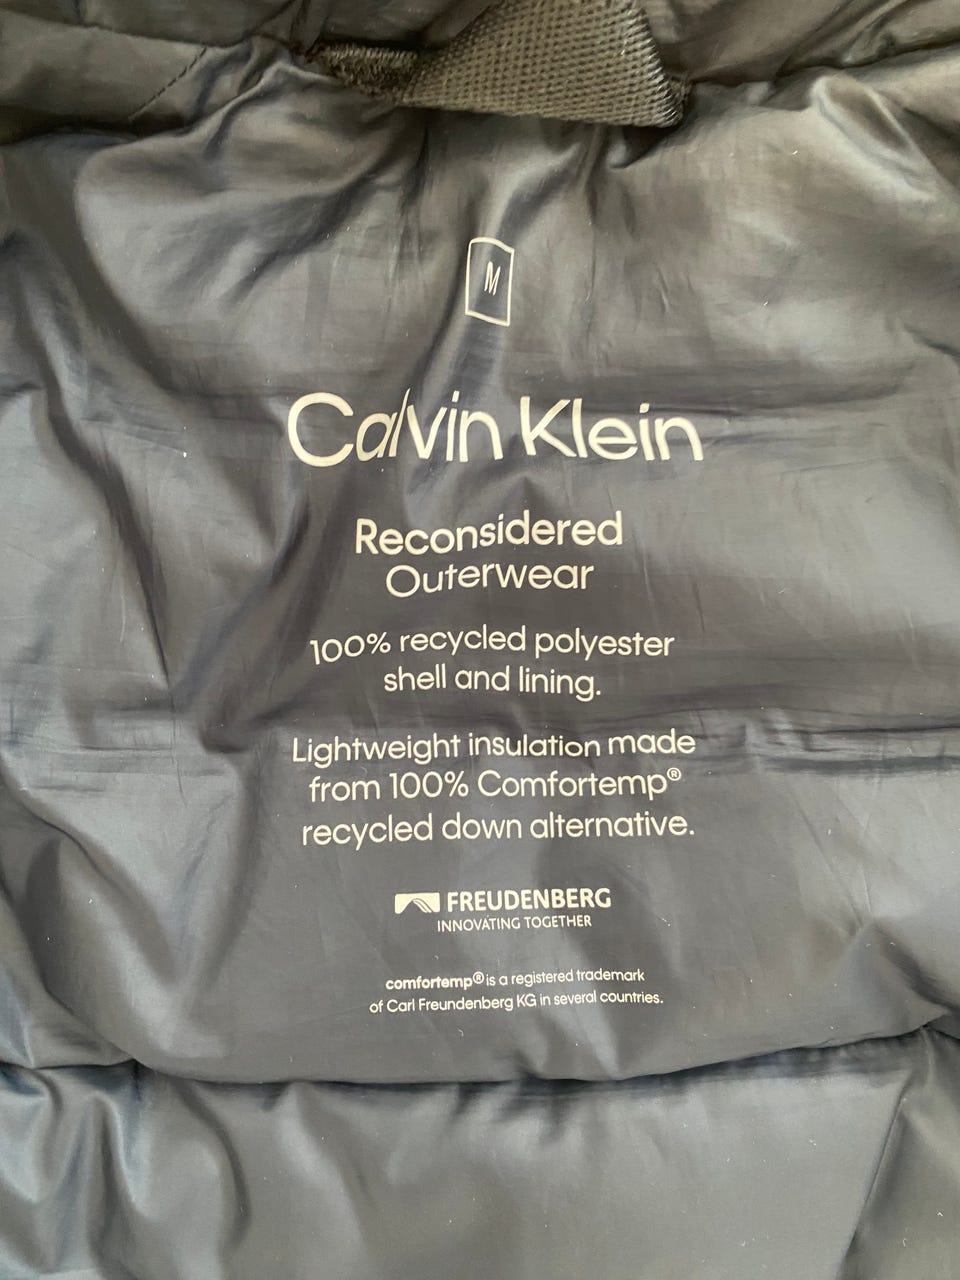 M
Calvin Klein
Reconsidered
Outerwear
100% recycled polyester
shell and lining.
Lightweight insulation made
from 100% Comfortemp®
recycled down alternative.
FREUDENBERG
INNOVATING TOGETHER
comfortemp® is a registered trademark
of Carl Freundenberg KG in several countries.